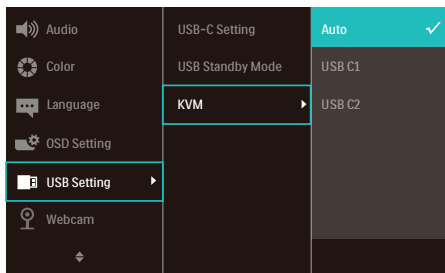 Audio
Color
Language
OSD Setting
USB Setting
Webcam
USB-C Setting
USB Standby Mode
KVM
Auto
USB C1
USB C2